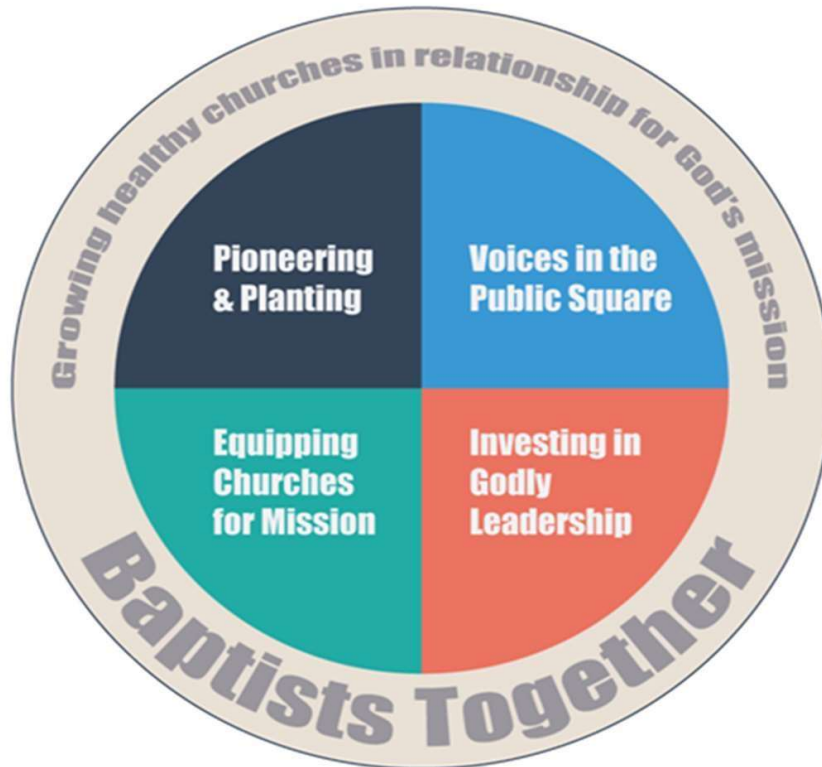 Growing healthy churches in relationship for God's mission
Pioneering
& Planting
Voices in the
Public Square
Equipping
Churches
for Mission
Investing in
Godly
Leadership
Baptists Together